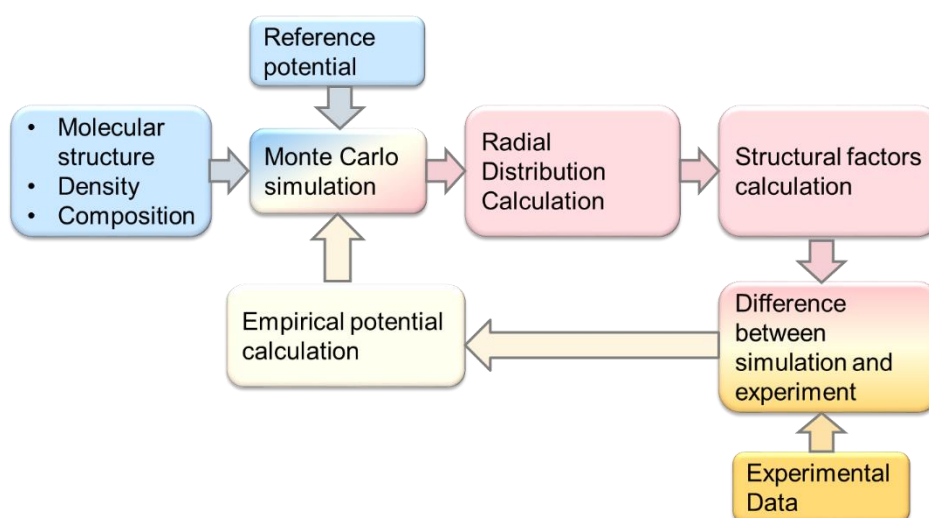 Reference
potential
• Molecular
structure
• Density
• Composition
Monte Carlo
simulation
Radial
Distribution
Calculation
Structural factors
calculation
Empirical potential
calculation
Difference
between
simulation and
experiment
Experimental
Data